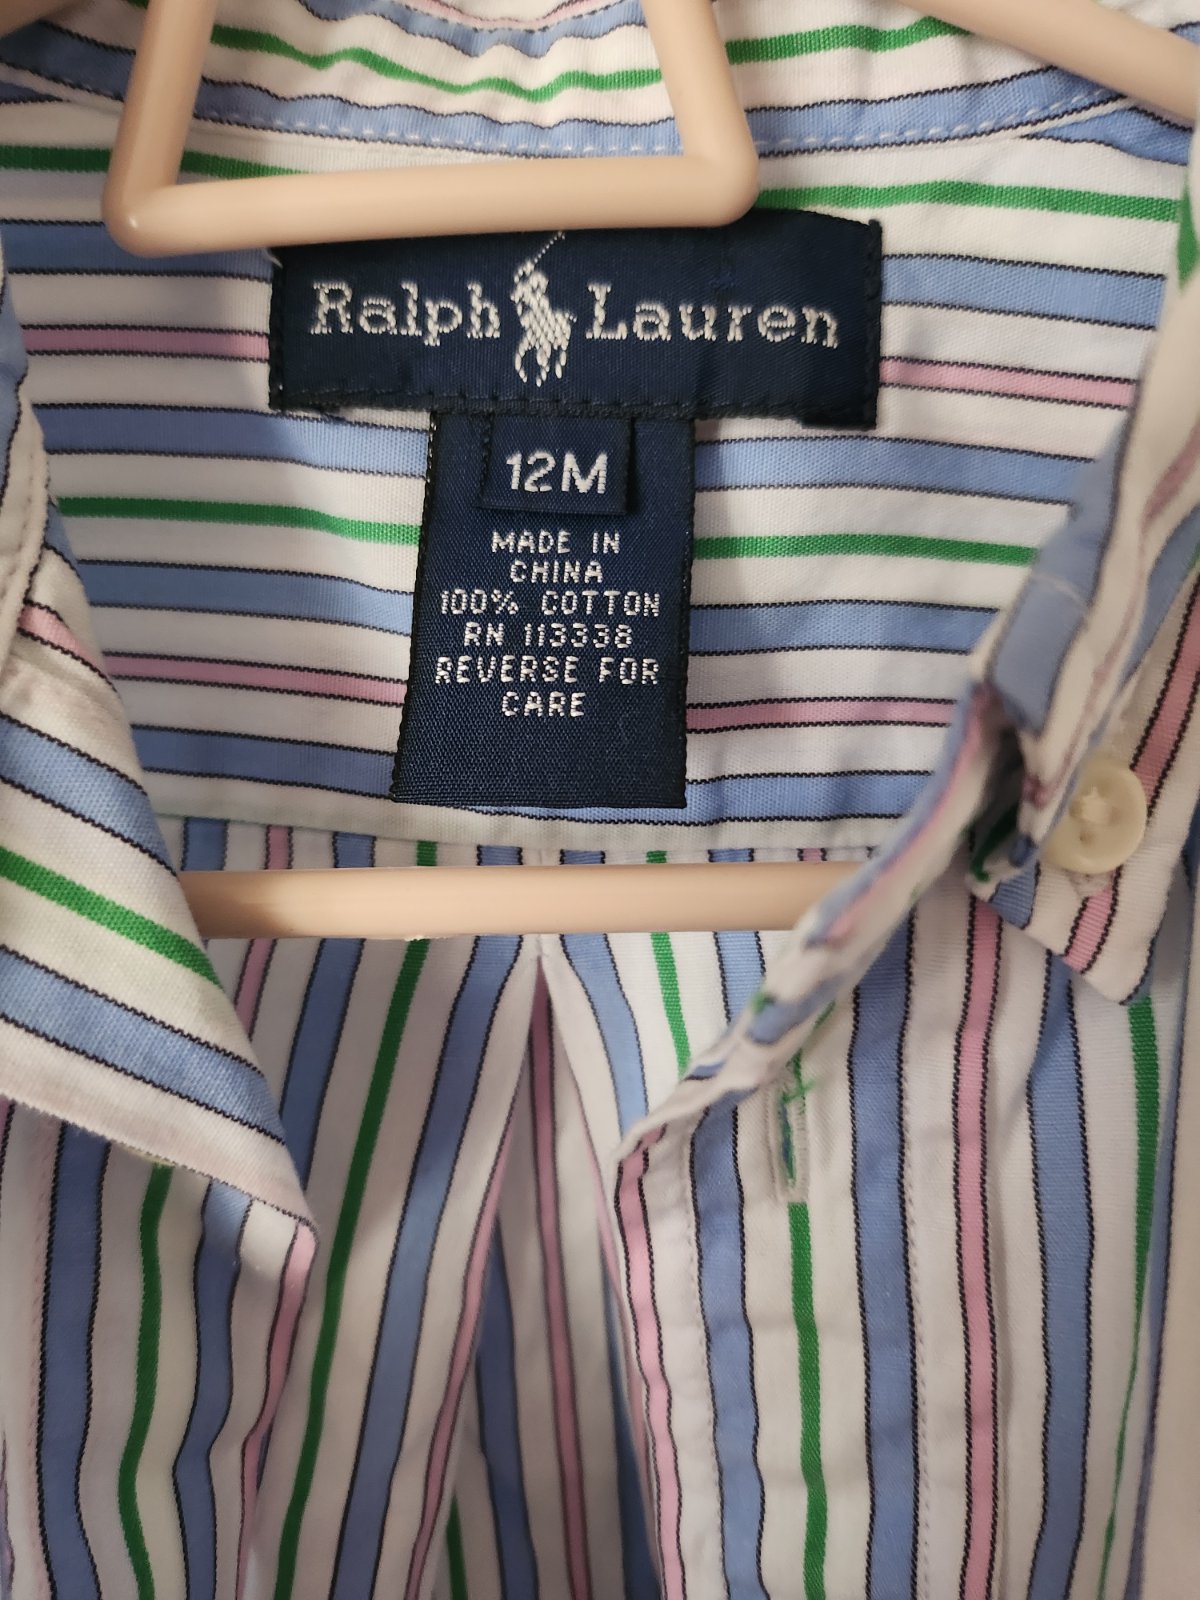 Ralph Lauren
12M
MADE IN
CHINA
100% COTTON
RN 113338
REVERSE FOR
CARE